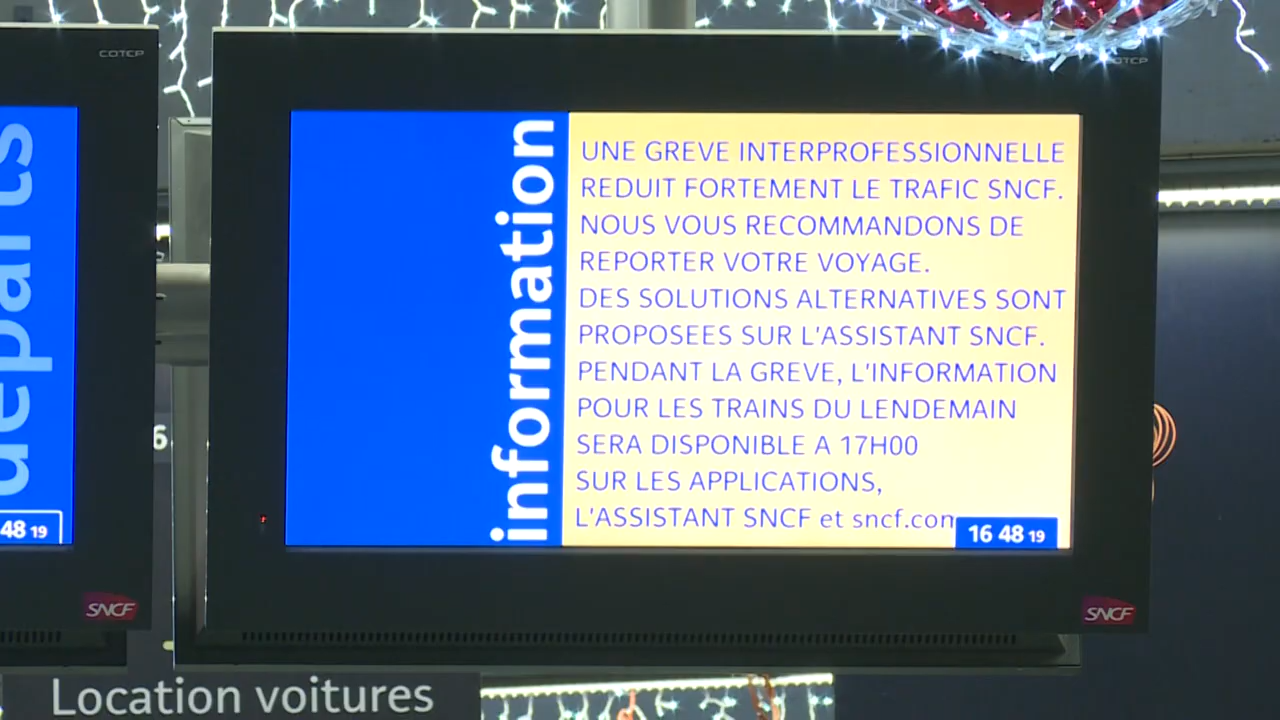 COTCP
départs
48 19
SNCF
information
UNE GREVE INTERPROFESSIONNELLE
REDUIT FORTEMENT LE TRAFIC SNCF.
NOUS VOUS RECOMMANDONS DE
REPORTER VOTRE VOYAGE.
DES SOLUTIONS ALTERNATIVES SONT
PROPOSEES SUR L'ASSISTANT SNCF.
PENDANT LA GREVE, L'INFORMATION
POUR LES TRAINS DU LENDEMAIN
SERA DISPONIBLE A 17H00
SUR LES APPLICATIONS,
L'ASSISTANT SNCF et sncf.com
16 48 19
SNCF
Location voitures